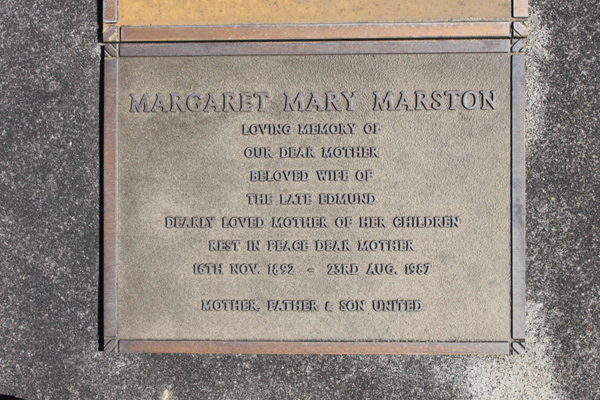 MARGARET MARY MARSTON
LOVING MEMORY OF
OUR DEAR MOTHER
BELOVED WIFE OF
THE LATE EDMUND
DEARLY LOVED MOTHER OF HER CHILDREN
REST IN PEACE DEAR MOTHER
16TH NOV. 1892 - 23RD AUG. 1987
MOTHER, FATHER & SON UNITED